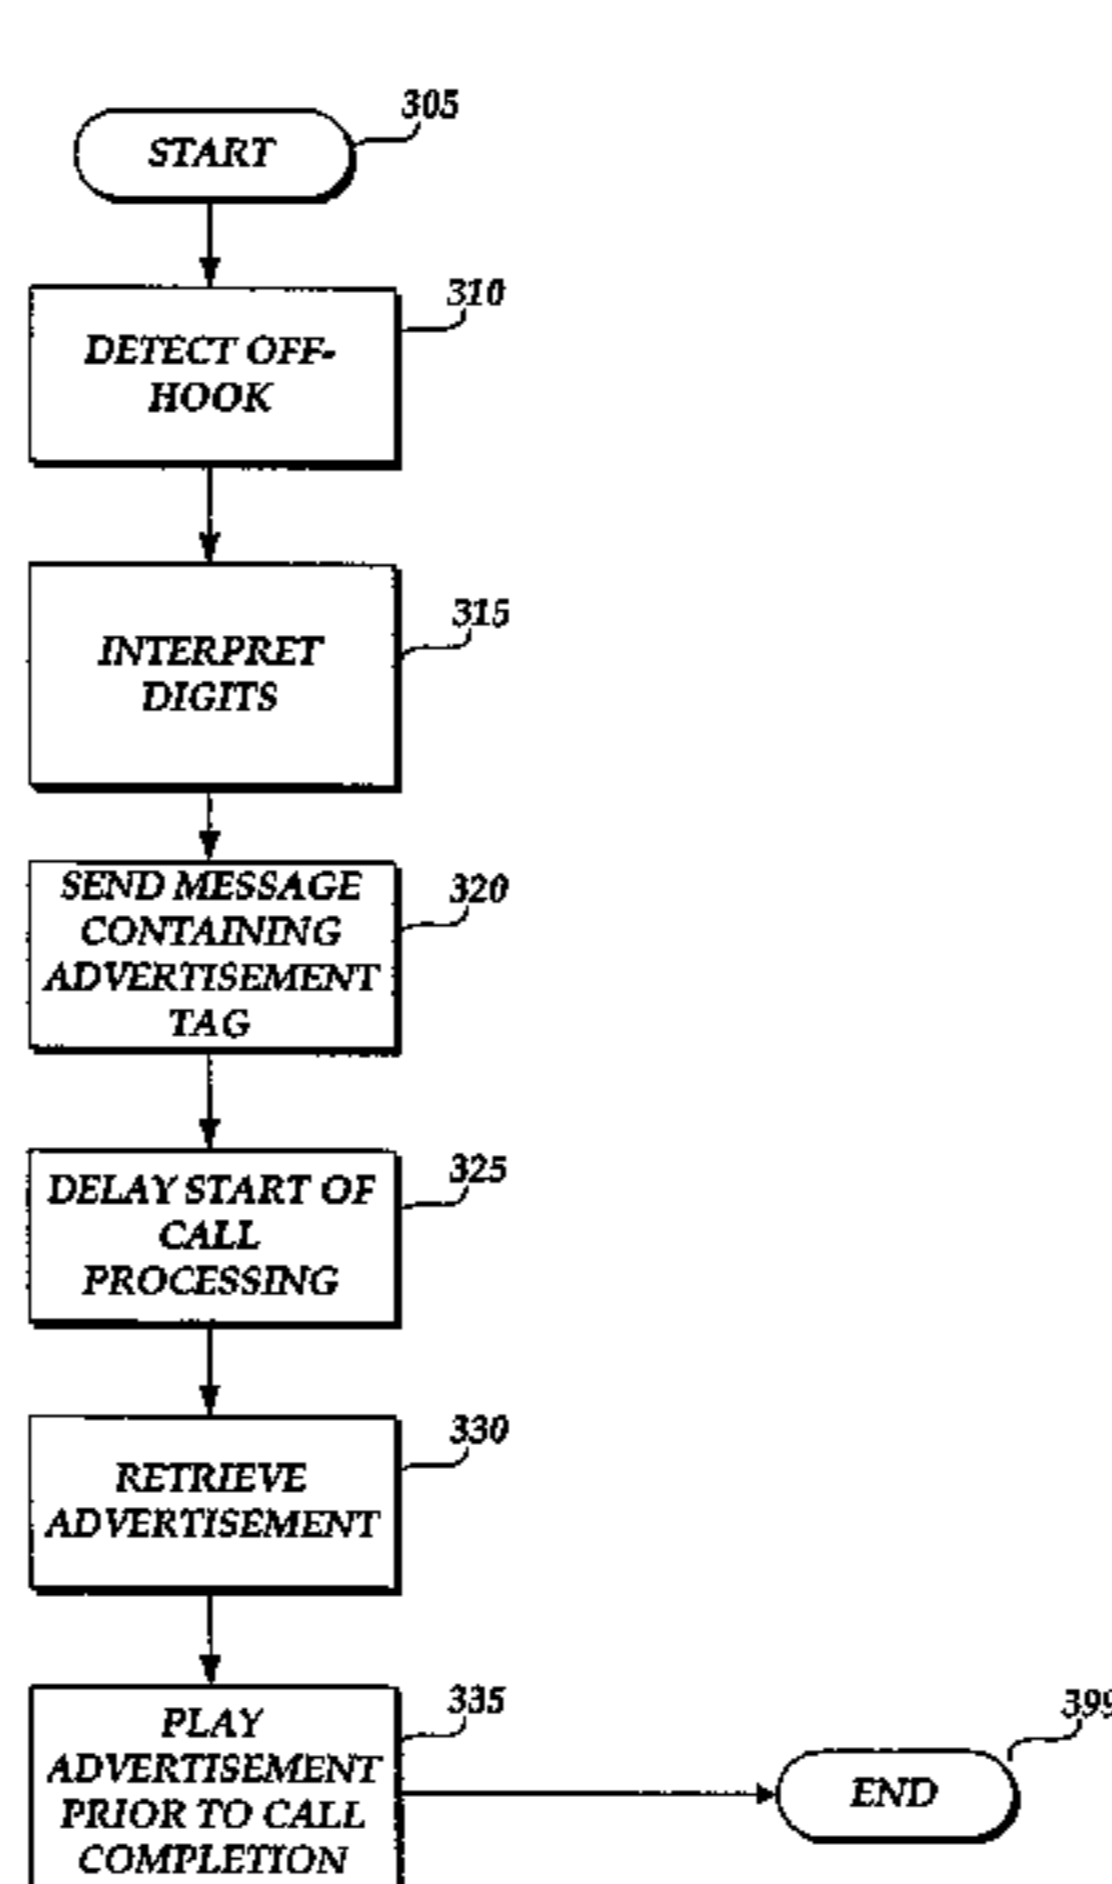 305
START
310
DETECT OFF-
HOOK
315
INTERPRET
DIGITS
320
SEND MESSAGE
CONTAINING
ADVERTISEMENT
TAG
325
DELAY START OF
CALL
PROCESSING
330
RETRIEVE
ADVERTISEMENT
335
PLAY
ADVERTISEMENT
PRIOR TO CALL
COMPLETION
399
END